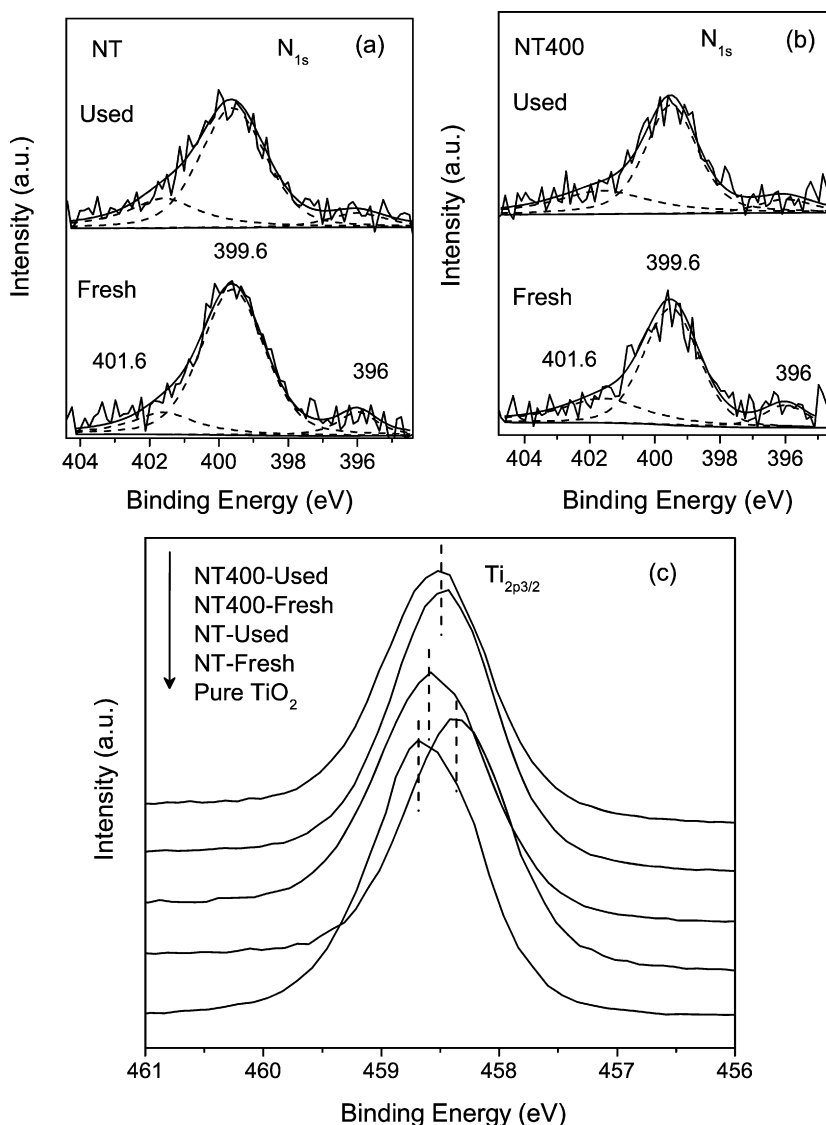 NT N1s (a)
Used
399.6
Fresh
401.6
396
404 402 400 398 396
Binding Energy (eV)
Intensity (a.u.)
NT400 N1s (b)
Used
399.6
Fresh
401.6
396
404 402 400 398 396
Binding Energy (eV)
Intensity (a.u.)
NT400-Used
NT400-Fresh
NT-Used
NT-Fresh
Pure TiO2
Ti2p3/2 (c)
461 460 459 458 457 456
Binding Energy (eV)
Intensity (a.u.)